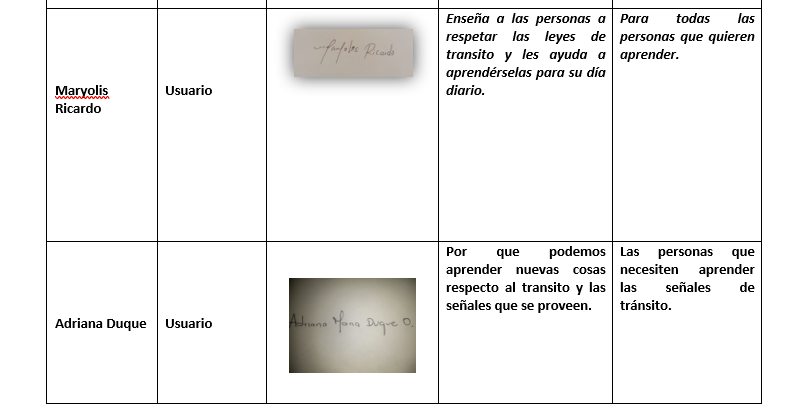 Maryolis
Ricardo
Usuario
Maryolis Ricardo
Enseña a las personas a
respetar las leyes de
transito y les ayuda a
aprendérselas para su día
diario.
Para todas las
personas que quieren
aprender.
Adriana Duque
Usuario
Adriana Maria Duque O.
Por que podemos
aprender nuevas cosas
respecto al transito y las
señales que se proveen.
Las personas que
necesiten aprender
las señales de
tránsito.